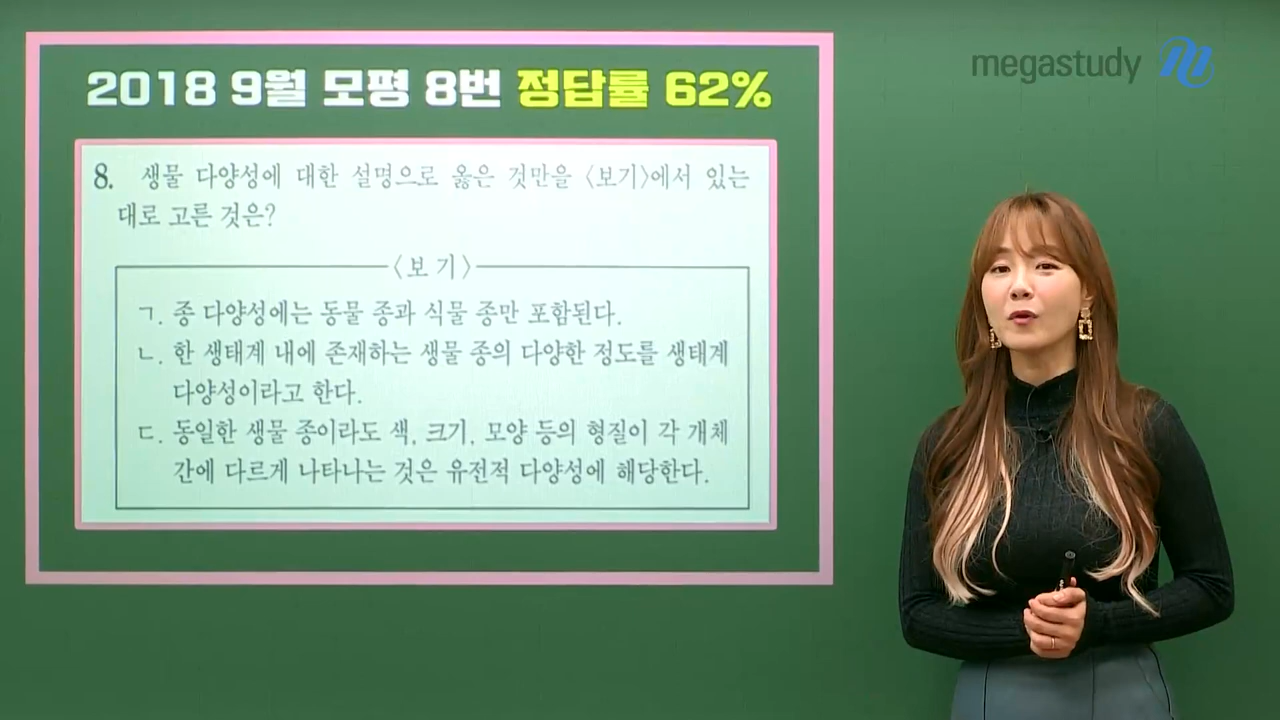 megastudy
2018 9월 모평 8번 정답률 62%
8. 생물 다양성에 대한 설명으로 옳은 것만을 〈보기〉에서 있는
대로 고른 것은?
〈보 기〉
ㄱ. 종 다양성에는 동물 종과 식물 종만 포함된다.
ㄴ. 한 생태계 내에 존재하는 생물 종의 다양한 정도를 생태계
다양성이라고 한다.
ㄷ. 동일한 생물 종이라도 색, 크기, 모양 등의 형질이 각 개체
간에 다르게 나타나는 것은 유전적 다양성에 해당한다.